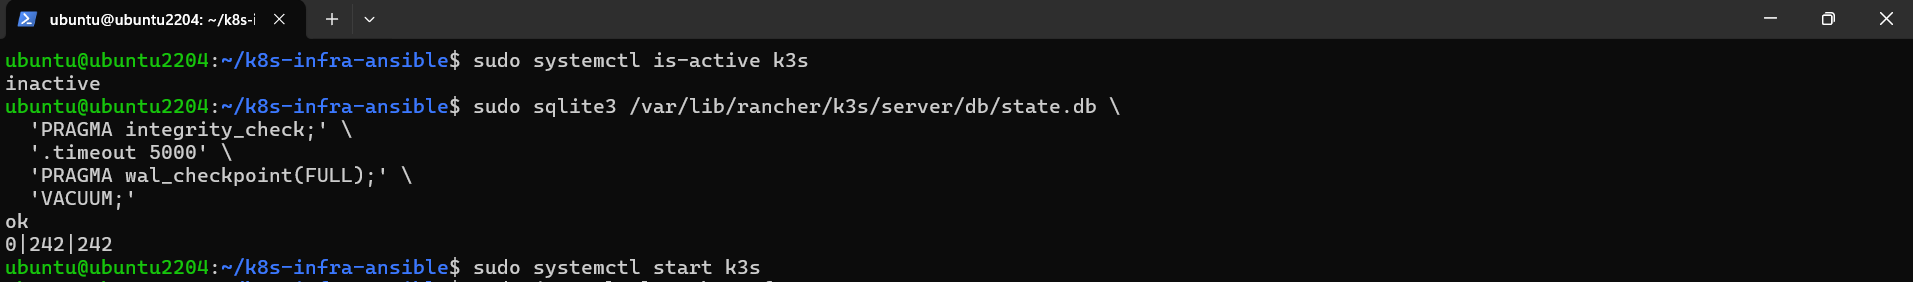 ubuntu@ubuntu2204: ~/k8s-i
ubuntu@ubuntu2204:~/k8s-infra-ansible$ sudo systemctl is-active k3s
inactive
ubuntu@ubuntu2204:~/k8s-infra-ansible$ sudo sqlite3 /var/lib/rancher/k3s/server/db/state.db \
  'PRAGMA integrity_check;' \
  '.timeout 5000' \
  'PRAGMA wal_checkpoint(FULL);' \
  'VACUUM;'
ok
0|242|242
ubuntu@ubuntu2204:~/k8s-infra-ansible$ sudo systemctl start k3s